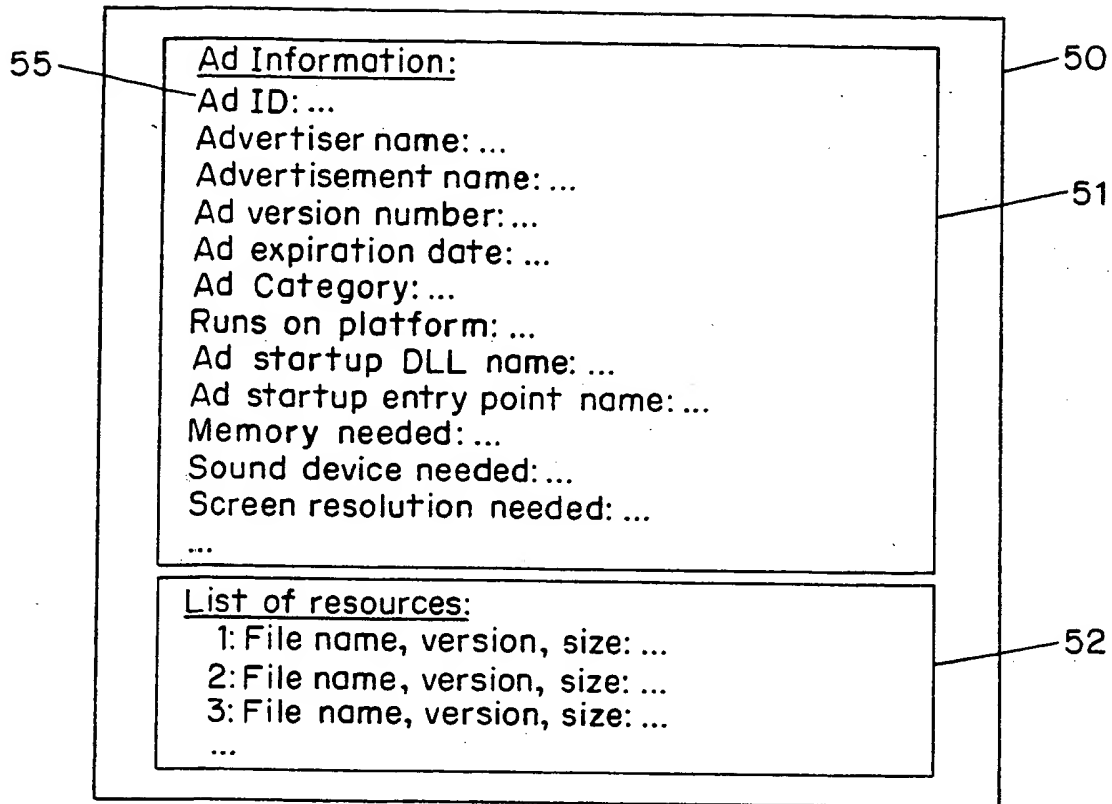 55
50
Ad Information:
Ad ID: ...
Advertiser name: ...
Advertisement name: ...
51
Ad version number: ...
Ad expiration date: ...
Ad Category: ...
Runs on platform: ...
Ad startup DLL name: ...
Ad startup entry point name: ...
Memory needed: ...
Sound device needed: ...
Screen resolution needed: ...
...
List of resources:
1: File name, version, size: ...
52
2: File name, version, size: ...
3: File name, version, size: ...
...